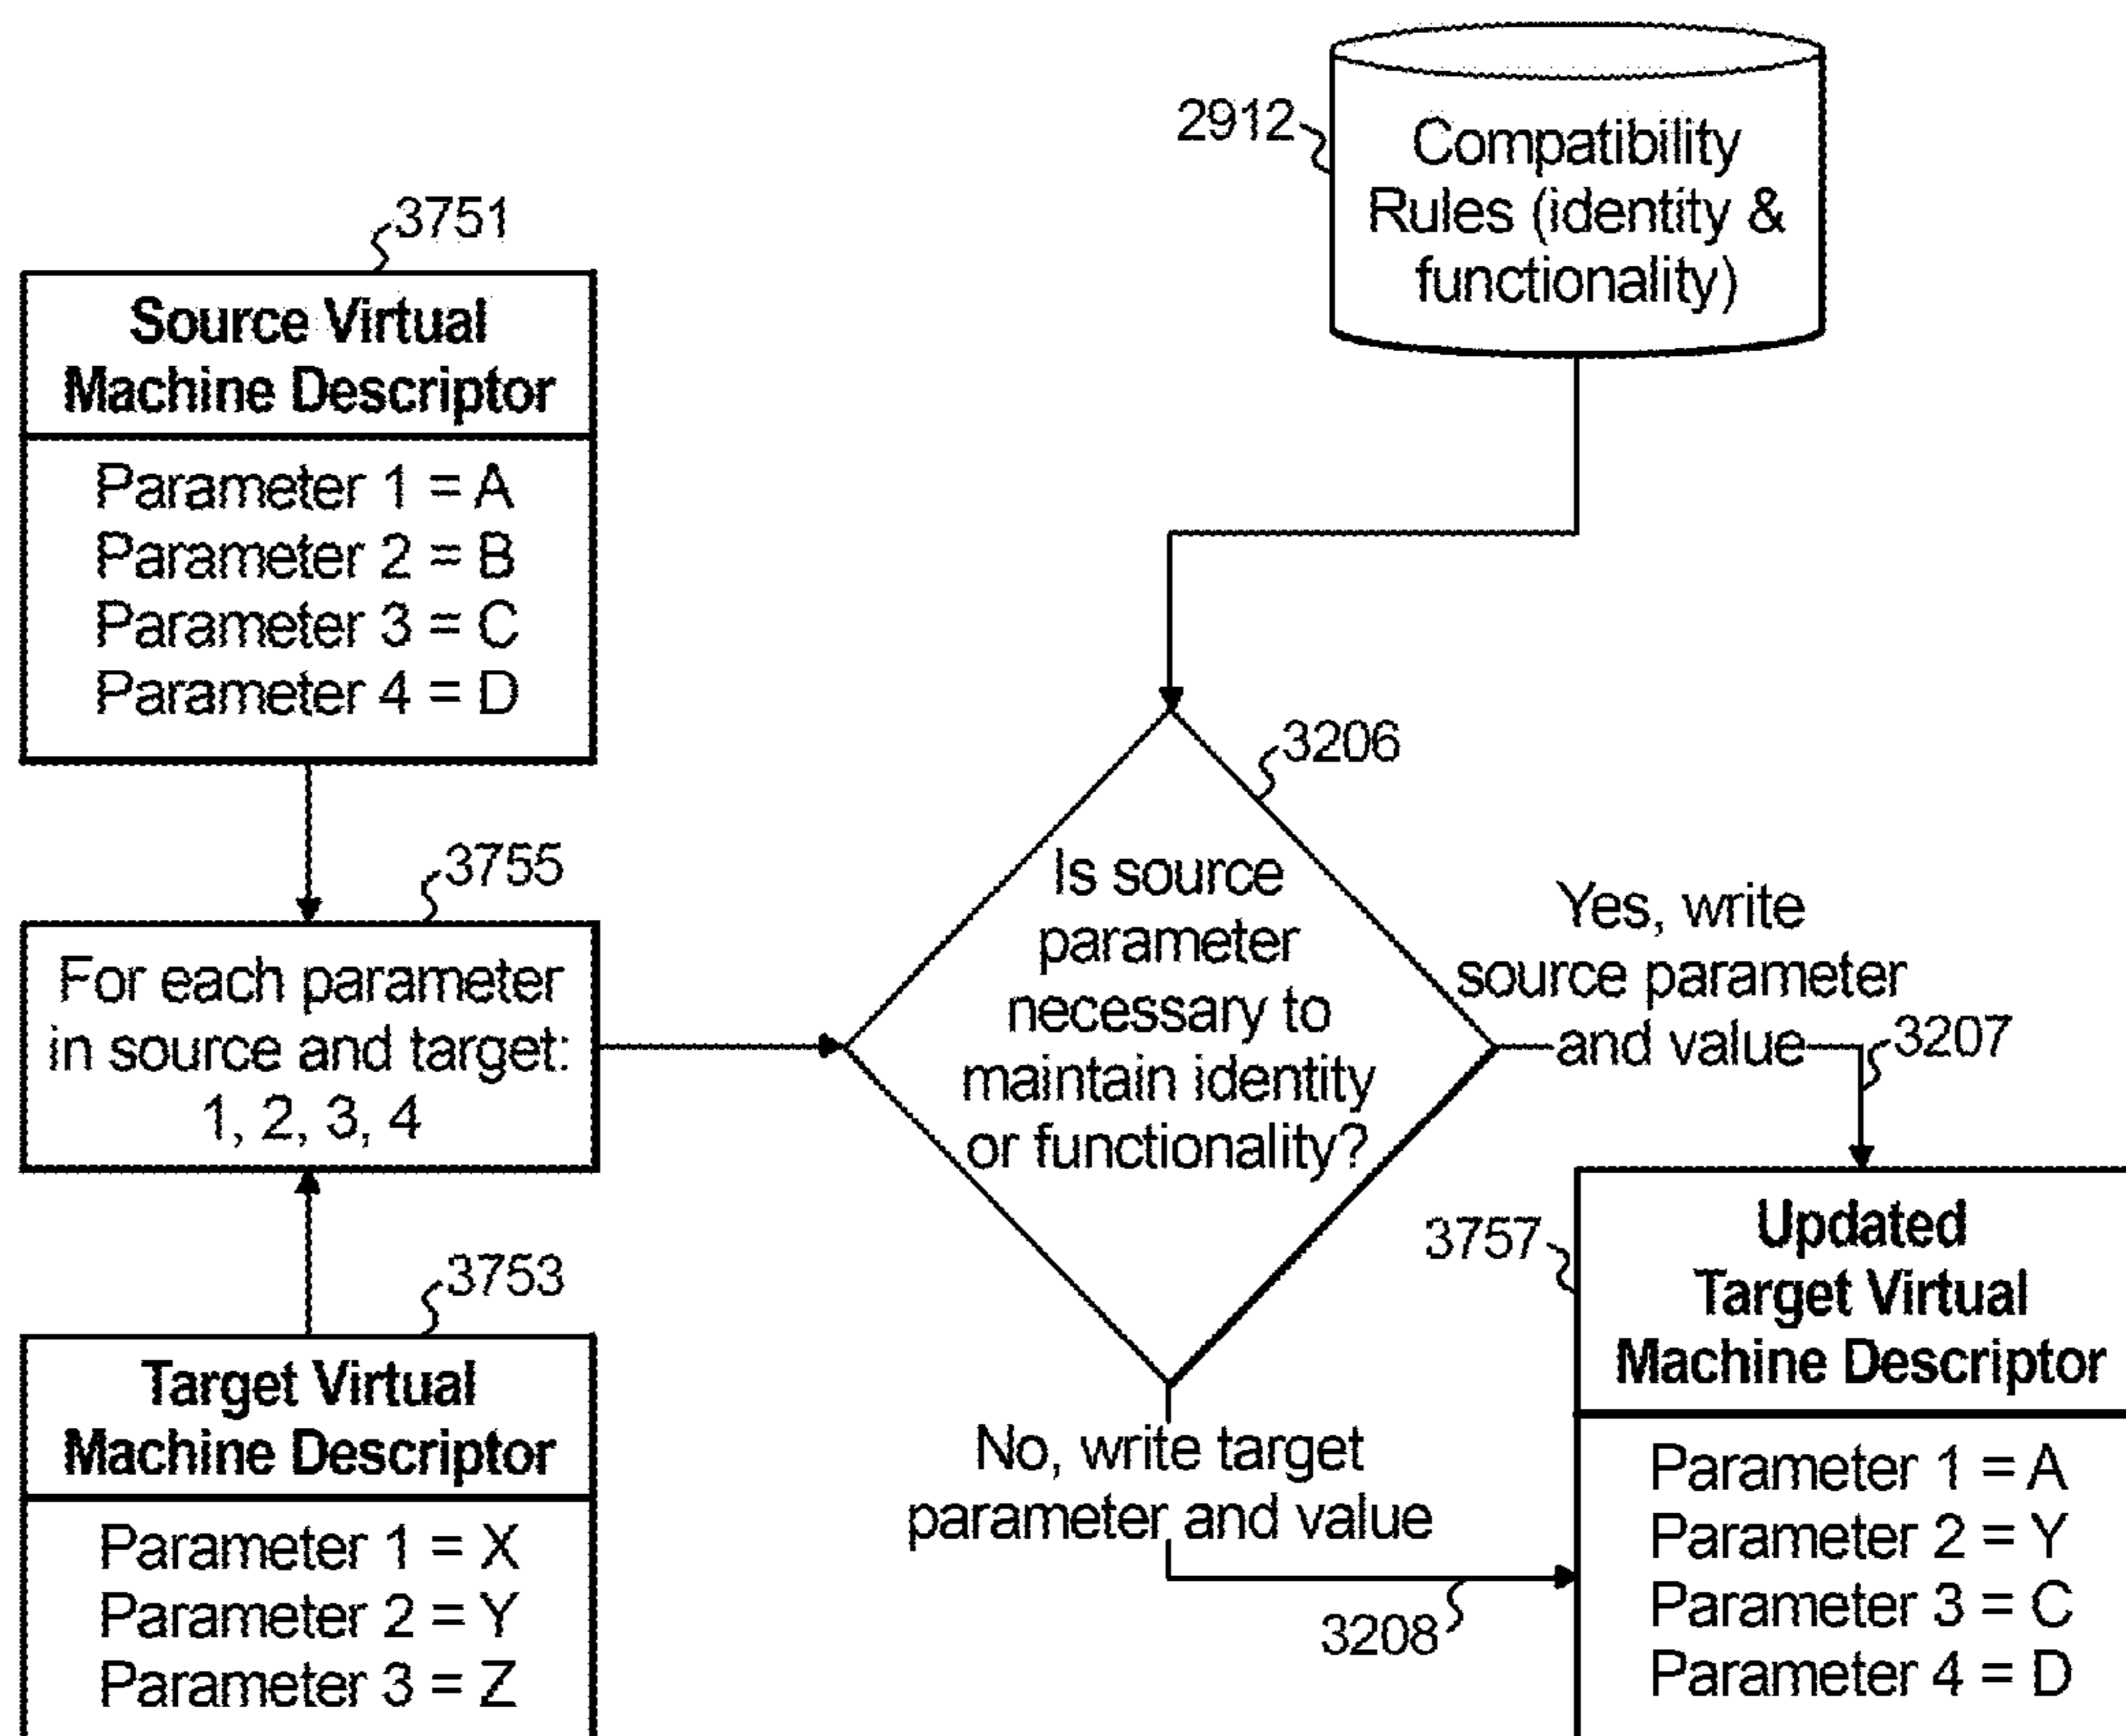 2912
Compatibility
Rules (identity &
functionality)
3751
Source Virtual
Machine Descriptor
Parameter 1 = A
Parameter 2 = B
Parameter 3 = C
Parameter 4 = D
3755
For each parameter
in source and target:
1, 2, 3, 4
3753
Target Virtual
Machine Descriptor
Parameter 1 = X
Parameter 2 = Y
Parameter 3 = Z
3206
Is source
parameter
necessary to
maintain identity
or functionality?
Yes, write
source parameter
and value
3207
No, write target
parameter and value
3208
3757
Updated
Target Virtual
Machine Descriptor
Parameter 1 = A
Parameter 2 = Y
Parameter 3 = C
Parameter 4 = D